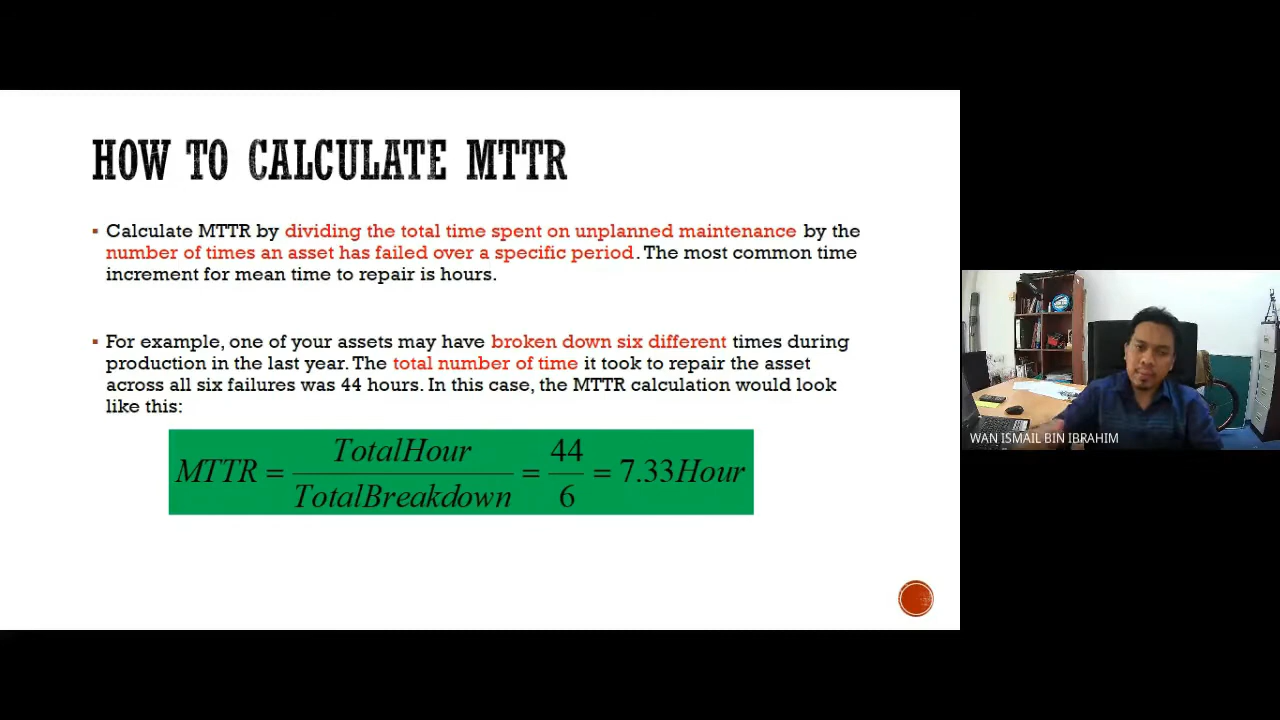 HOW TO CALCULATE MTTR
▪ Calculate MTTR by dividing the total time spent on unplanned maintenance by the
number of times an asset has failed over a specific period. The most common time
increment for mean time to repair is hours.
▪ For example, one of your assets may have broken down six different times during
production in the last year. The total number of time it took to repair the asset
across all six failures was 44 hours. In this case, the MTTR calculation would look
like this:
MTTR = TotalHour / TotalBreakdown = 44 / 6 = 7.33Hour
WAN ISMAIL BIN IBRAHIM